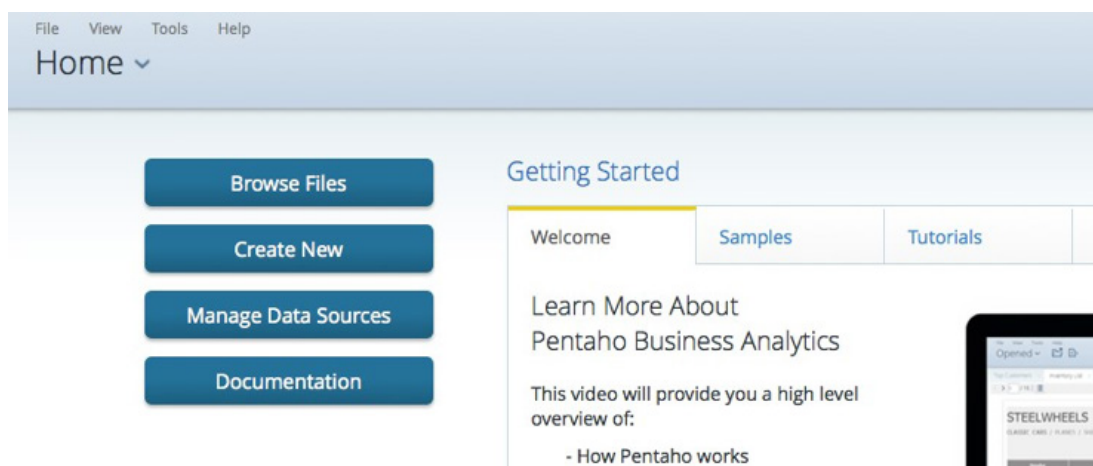 File View Tools Help
Home
Browse Files
Create New
Manage Data Sources
Documentation
Getting Started
Welcome Samples Tutorials
Learn More About
Pentaho Business Analytics
This video will provide you a high level
overview of:
- How Pentaho works
Opened
STEELWHEELS